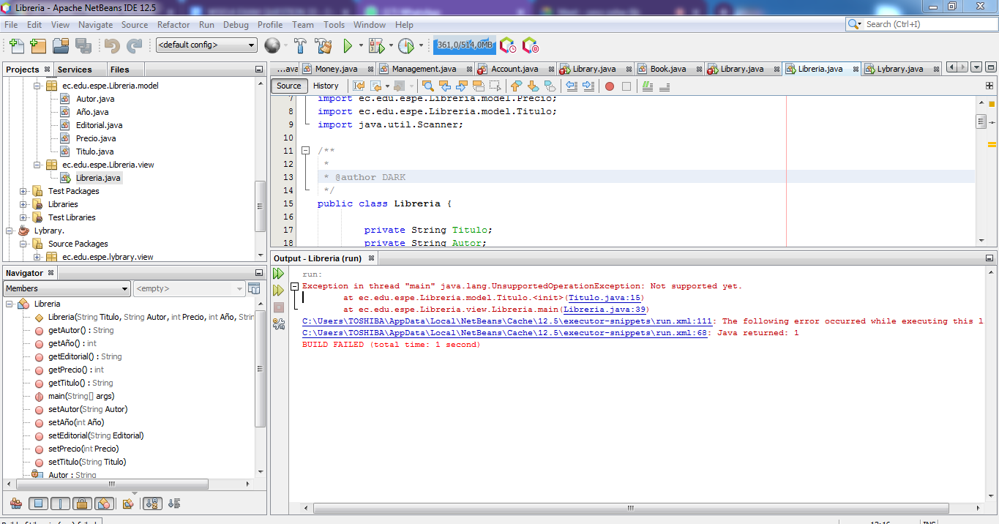 Libreria - Apache NetBeans IDE 12.5
File Edit View Navigate Source Refactor Run Debug Profile Team Tools Window Help
Search (Ctrl+I)
<default config>
361,0/514,0MB
Projects Services Files
...ava Money.java Management.java Account.java Library.java Book.java Library.java Libreria.java Lybrary.java
Source History
ec.edu.espe.Libreria.model
Autor.java
Año.java
Editorial.java
Precio.java
Titulo.java
ec.edu.espe.Libreria.view
Libreria.java
Test Packages
Libraries
Test Libraries
Lybrary.
Source Packages
ec.edu.espe.lybrary.view
7 import ec.edu.espe.Libreria.model.Precio;
8 import ec.edu.espe.Libreria.model.Titulo;
9 import java.util.Scanner;
10
11 /**
12 *
13 * @author DARK
14 */
15 public class Libreria {
16
17 private String Titulo;
18 private String Autor;
Navigator
Members
<empty>
Libreria
Libreria(String Titulo, String Autor, int Precio, int Año, Strin
getAutor() : String
getAño() : int
getEditorial() : String
getPrecio() : int
getTitulo() : String
main(String[] args)
setAutor(String Autor)
setAño(int Año)
setEditorial(String Editorial)
setPrecio(int Precio)
setTitulo(String Titulo)
Autor : String
Output - Libreria (run)
run:
Exception in thread "main" java.lang.UnsupportedOperationException: Not supported yet.
at ec.edu.espe.Libreria.model.Titulo.<init>(Titulo.java:15)
at ec.edu.espe.Libreria.view.Libreria.main(Libreria.java:39)
C:\Users\TOSHIBA\AppData\Local\NetBeans\Cache\12.5\executor-snippets\run.xml:111: The following error occurred while executing this l
C:\Users\TOSHIBA\AppData\Local\NetBeans\Cache\12.5\executor-snippets\run.xml:68: Java returned: 1
BUILD FAILED (total time: 1 second)